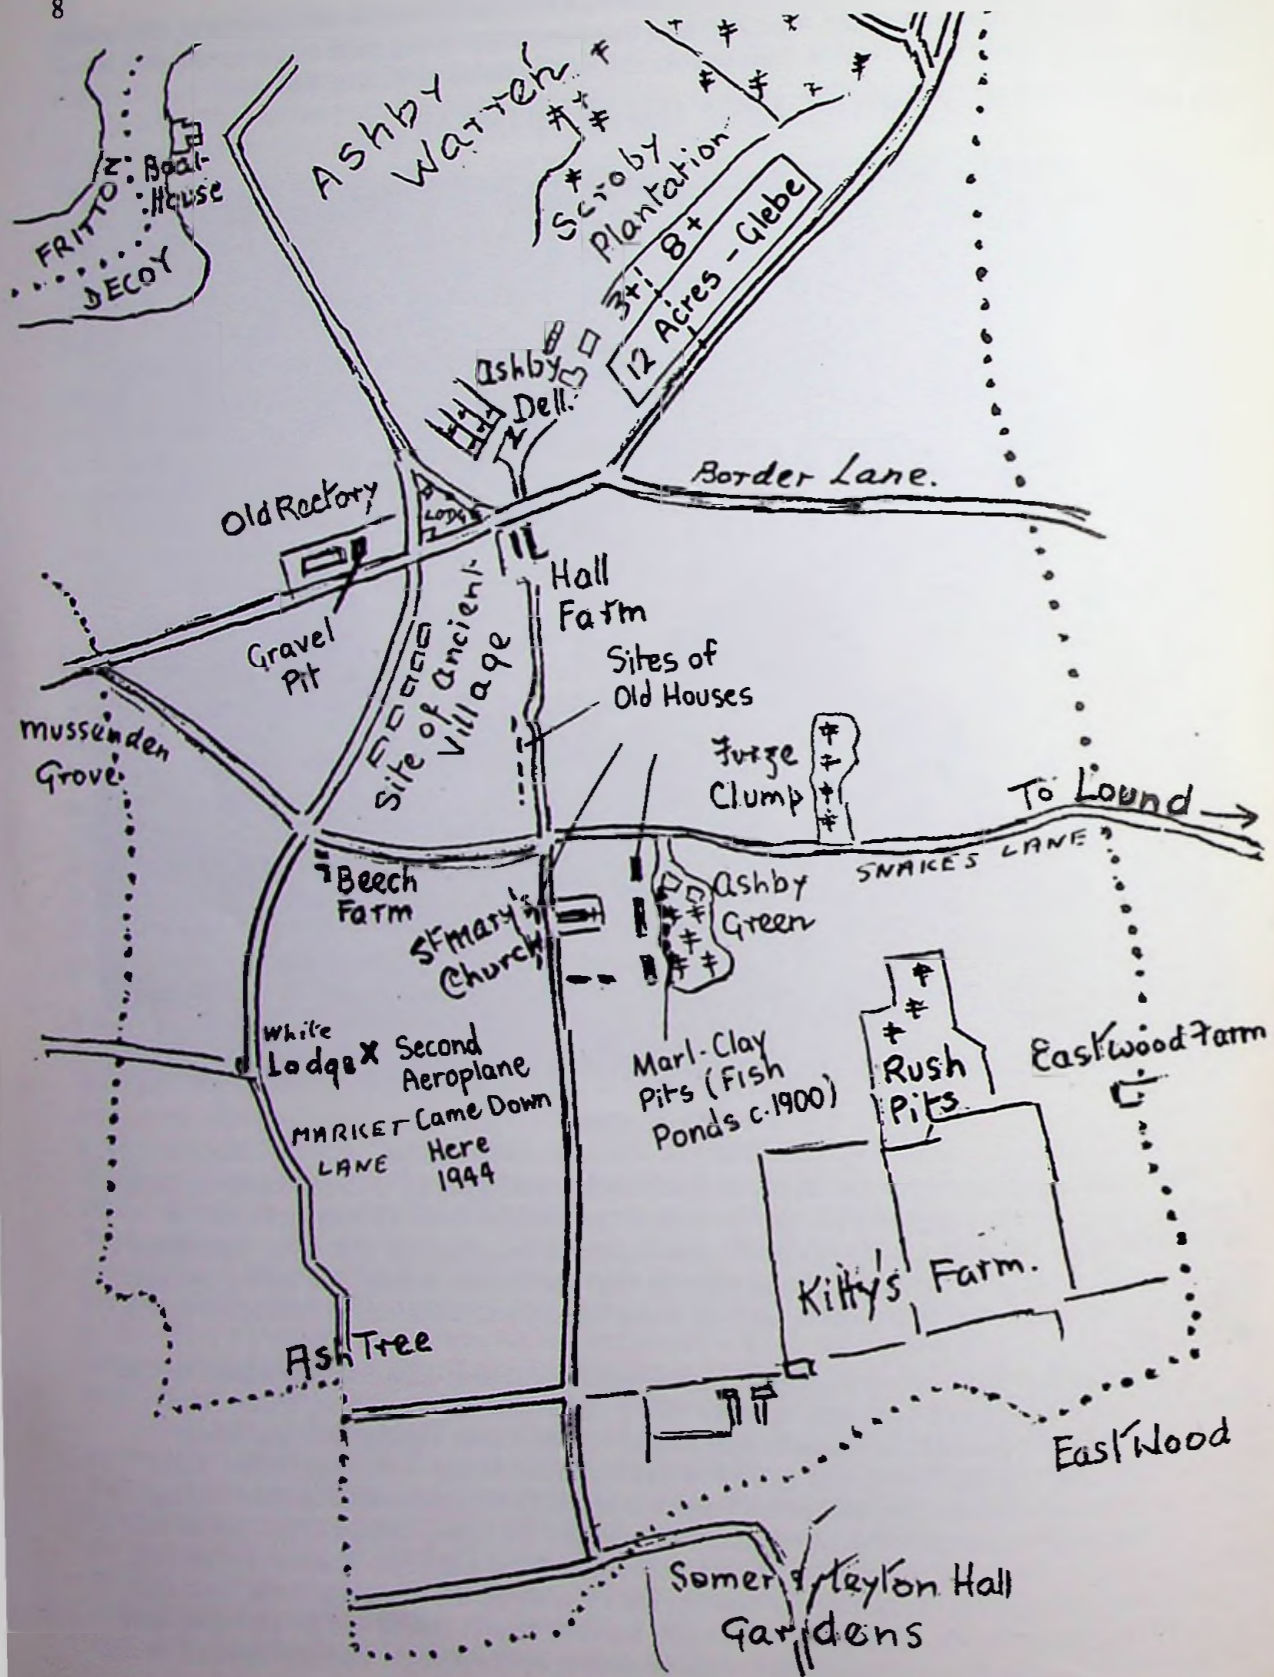 8
Ashby
Warren
Boat-
House
FRITTON
DECOY
Scroby
Plantation
3+1 8+
12 Acres - Glebe
Ashby
Dell.
Border Lane.
Old Rectory
LODGE
Hall
Farm
Gravel
Pit
Site of ancient
Village
Sites of
Old Houses
Mussenden
Grove
Furze
Clump
To Lound
SNAKES LANE
Beech
Farm
St Mary's
Church
Ashby
Green
White
Lodge X Second
Aeroplane
Came Down
Here
1944
MARKET
LANE
Marl-Clay
Pits (Fish
Ponds c.1900)
Rush
Pits
Eastwood Farm
Kitty's Farm.
Ash Tree
East Wood
Somerleyton Hall
Gardens